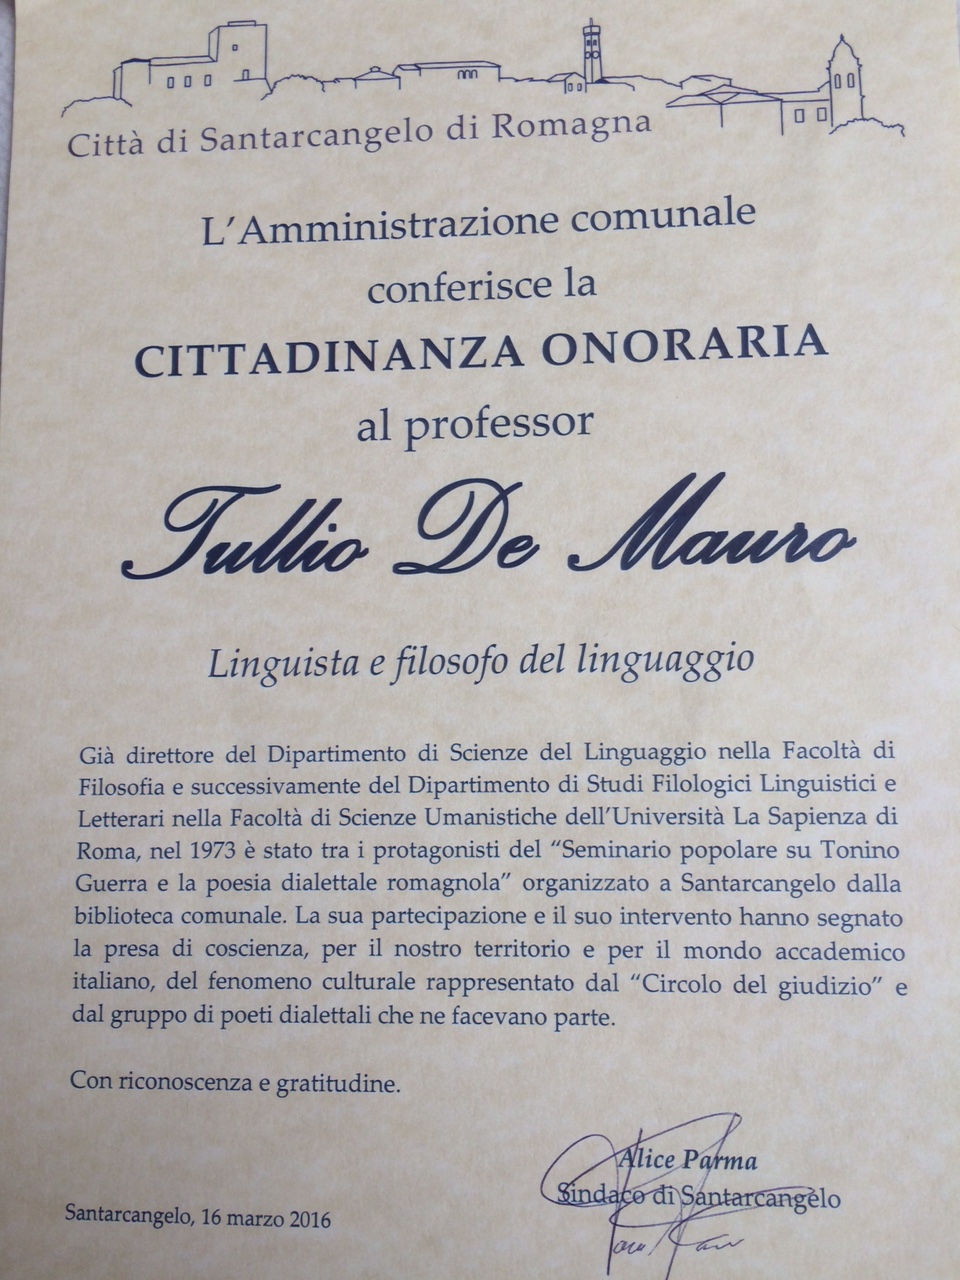 Città di Santarcangelo di Romagna
L'Amministrazione comunale
conferisce la
CITTADINANZA ONORARIA
al professor
Tullio De Mauro
Linguista e filosofo del linguaggio
Già direttore del Dipartimento di Scienze del Linguaggio nella Facoltà di
Filosofia e successivamente del Dipartimento di Studi Filologici Linguistici e
Letterari nella Facoltà di Scienze Umanistiche dell'Università La Sapienza di
Roma, nel 1973 è stato tra i protagonisti del "Seminario popolare su Tonino
Guerra e la poesia dialettale romagnola" organizzato a Santarcangelo dalla
biblioteca comunale. La sua partecipazione e il suo intervento hanno segnato
la presa di coscienza, per il nostro territorio e per il mondo accademico
italiano, del fenomeno culturale rappresentato dal "Circolo del giudizio" e
dal gruppo di poeti dialettali che ne facevano parte.
Con riconoscenza e gratitudine.
Alice Parma
Sindaco di Santarcangelo
Santarcangelo, 16 marzo 2016